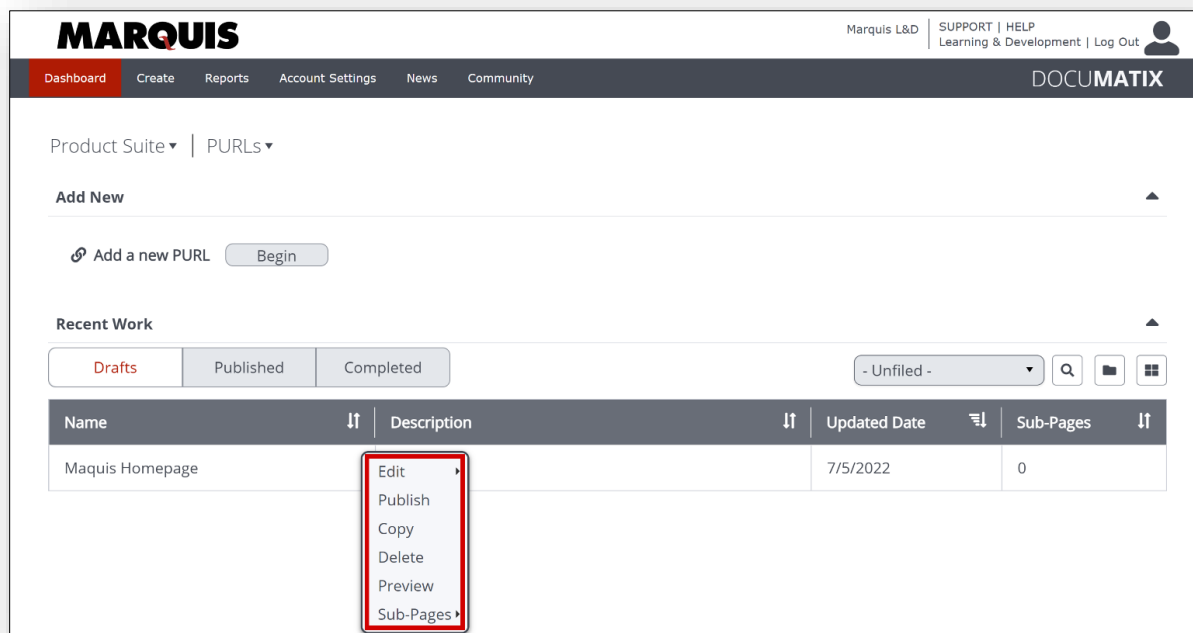 MARQUIS
Marquis L&D
SUPPORT | HELP
Learning & Development | Log Out
Dashboard Create Reports Account Settings News Community
DOCUMATIX
Product Suite | PURLs
Add New
Add a new PURL Begin
Recent Work
Drafts Published Completed
- Unfiled -
Name Description Updated Date Sub-Pages
Maquis Homepage 7/5/2022 0
Edit
Publish
Copy
Delete
Preview
Sub-Pages